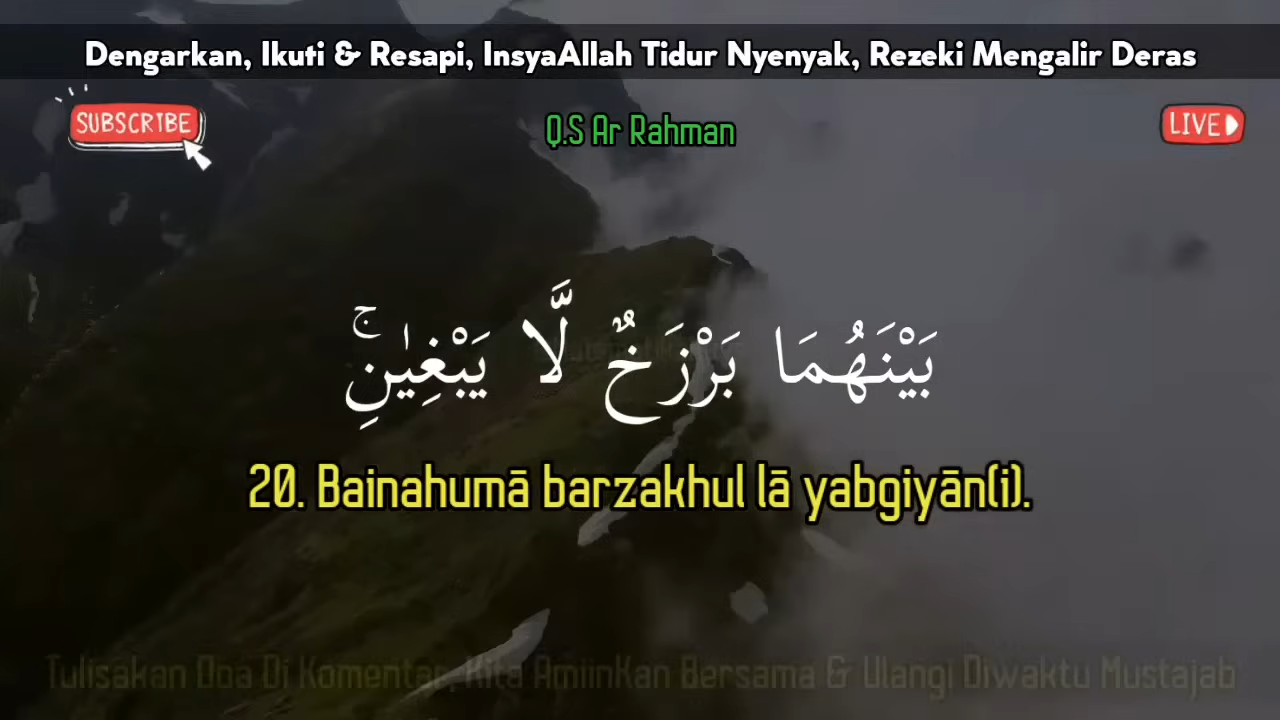 Dengarkan, Ikuti & Resapi, InsyaAllah Tidur Nyenyak, Rezeki Mengalir Deras
SUBSCRIBE
Q.S Ar Rahman
LIVE
بَيْنَهُمَا بَرْزَخٌ لَّا يَبْغِيٰنِۚ
20. Bainahumā barzakhul lā yabgiyān(i).
Tulisakan Doa Di Komentar, Kita AmiinKan Bersama & Ulangi Diwaktu Mustajab